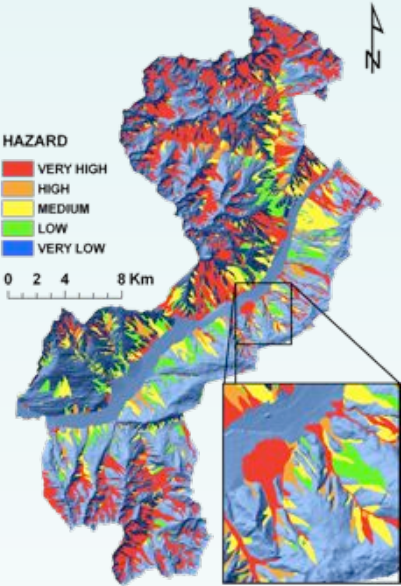 N
HAZARD
VERY HIGH
HIGH
MEDIUM
LOW
VERY LOW
0 2 4 8 Km